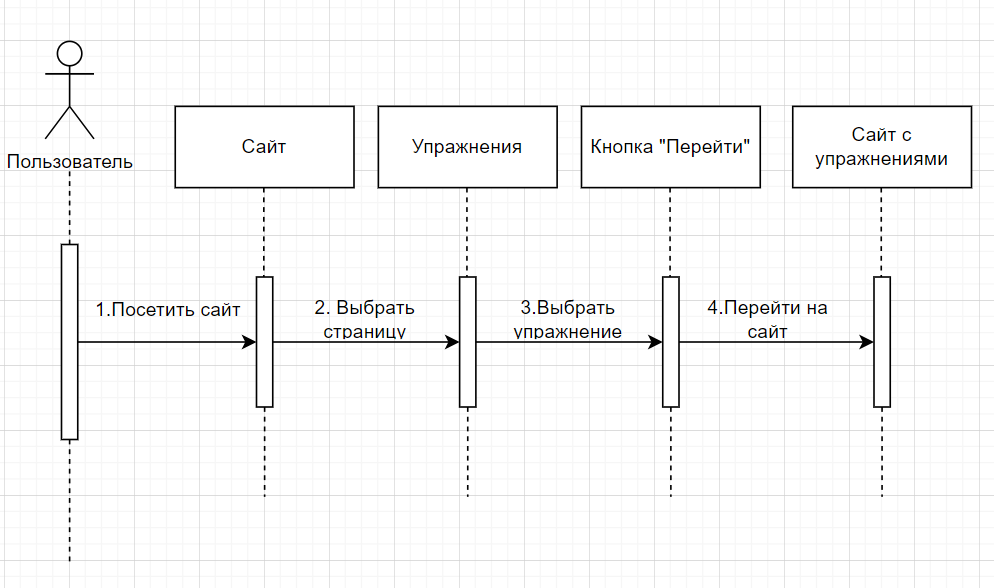 Пользователь
Сайт
Упражнения
Кнопка "Перейти"
Сайт с
упражнениями
1.Посетить сайт
2. Выбрать
страницу
3.Выбрать
упражнение
4.Перейти на
сайт